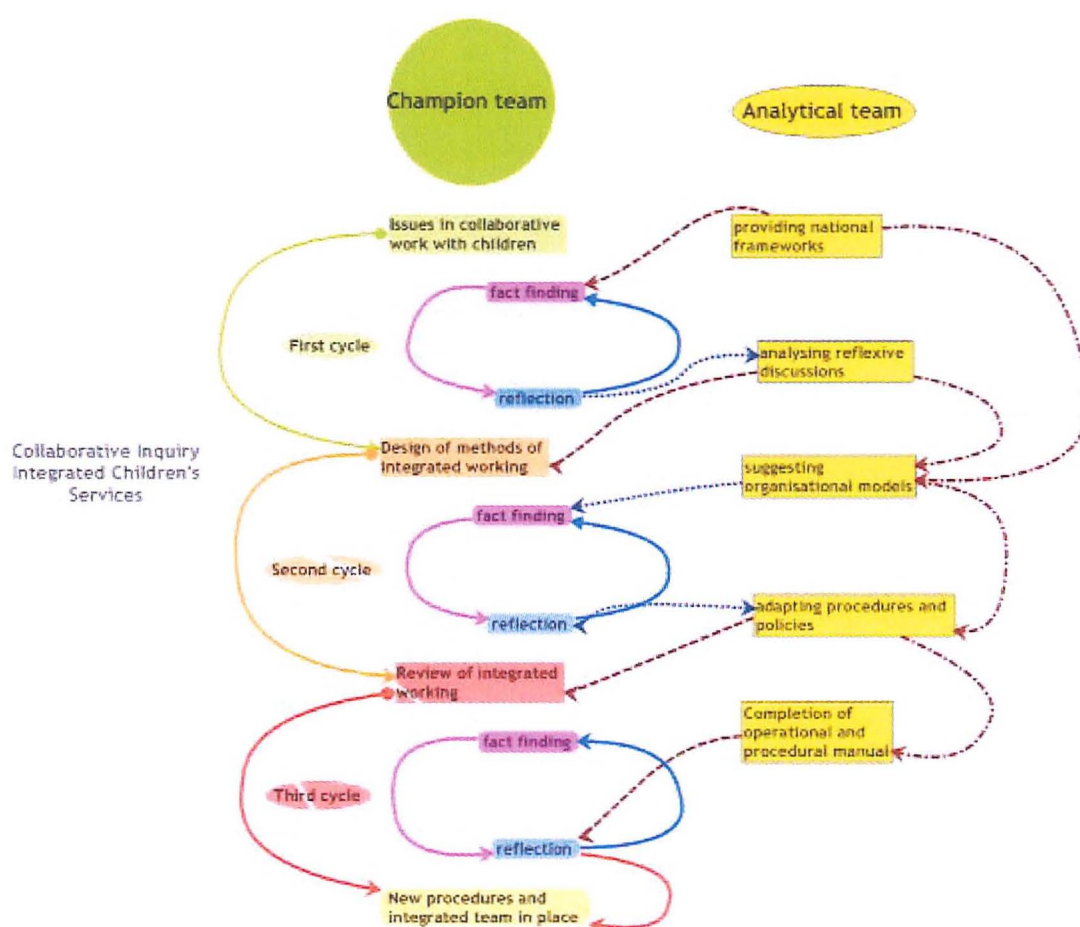 Champion team
Analytical team
Issues in collaborative
work with children
providing national
frameworks
fact finding
First cycle
analysing reflexive
discussions
reflection
Collaborative Inquiry
Integrated Children's
Services
Design of methods of
integrated working
suggesting
organisational models
fact finding
Second cycle
adapting procedures and
policies
reflection
Review of integrated
working
Completion of
operational and
procedural manual
fact finding
Third cycle
reflection
New procedures and
integrated team in place